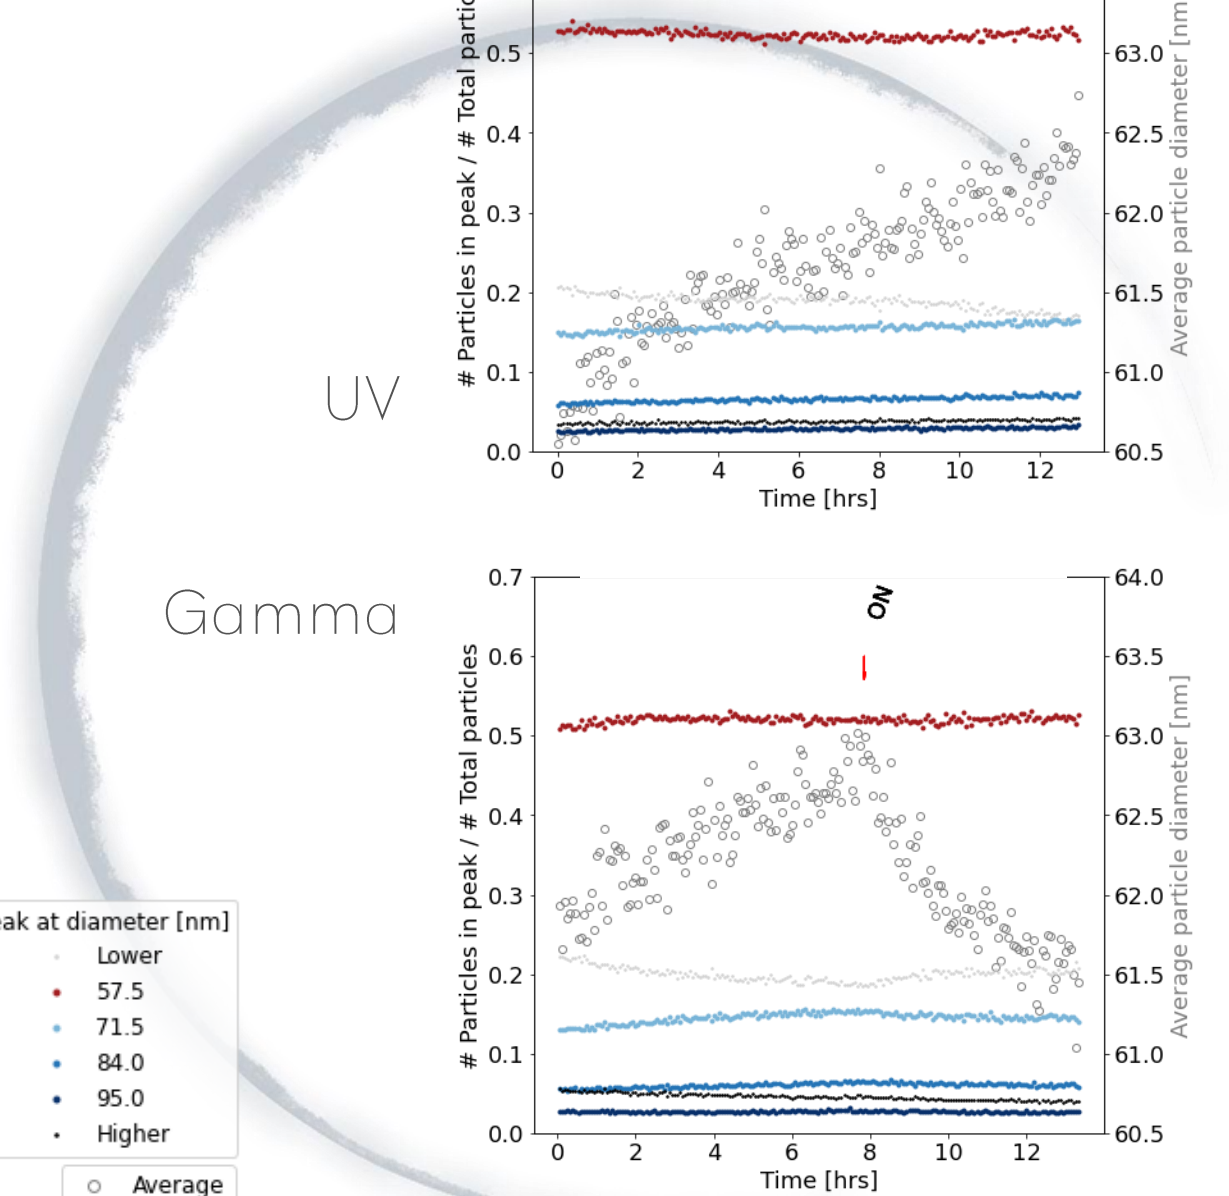 # Particles in peak / # Total partic
0.5
0.4
0.3
0.2
0.1
0.0
63.0
62.5
62.0
61.5
61.0
60.5
Average particle diameter [nm
0 2 4 6 8 10 12
Time [hrs]
UV
Gamma
# Particles in peak / # Total particles
0.7
0.6
0.5
0.4
0.3
0.2
0.1
0.0
ON
64.0
63.5
63.0
62.5
62.0
61.5
61.0
60.5
Average particle diameter [nm]
0 2 4 6 8 10 12
Time [hrs]
eak at diameter [nm]
Lower
57.5
71.5
84.0
95.0
Higher
Average